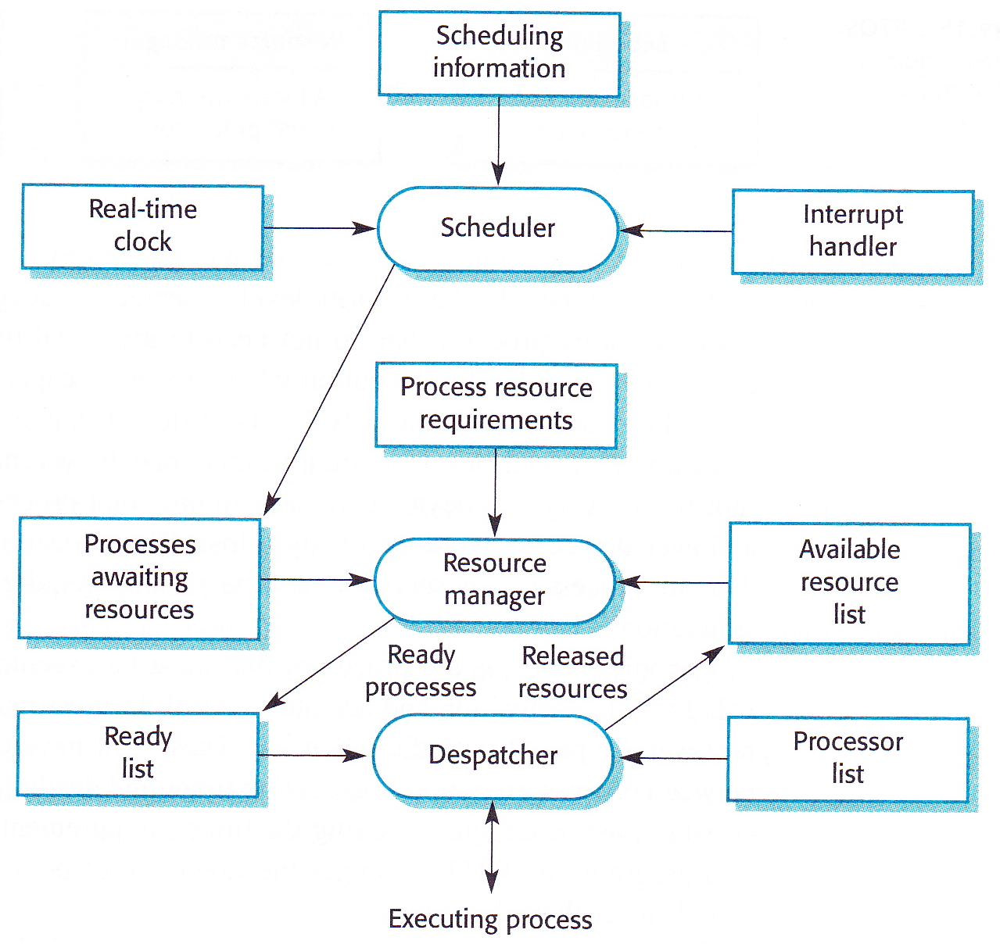 Scheduling
information
Real-time
clock
Scheduler
Interrupt
handler
Process resource
requirements
Processes
awaiting
resources
Resource
manager
Available
resource
list
Ready
processes
Released
resources
Ready
list
Despatcher
Processor
list
Executing process